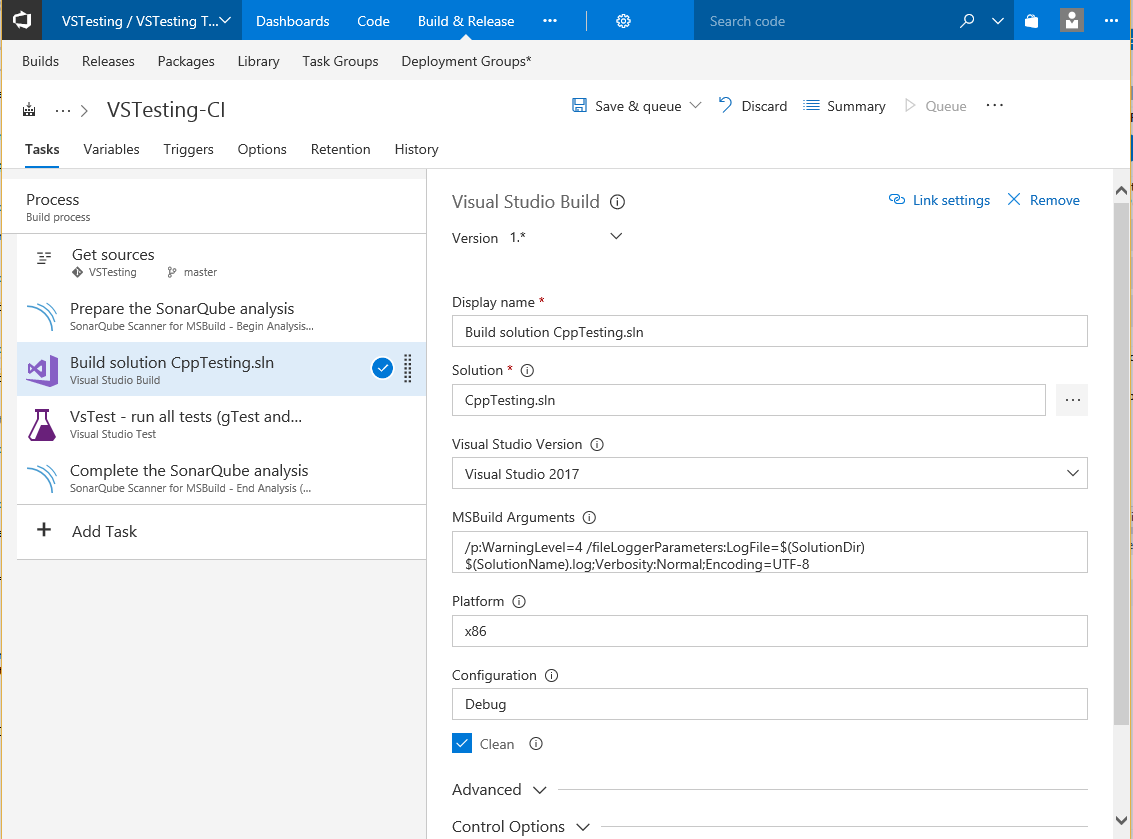 VSTesting / VSTesting T... Dashboards Code Build & Release ... Search code ...
Builds Releases Packages Library Task Groups Deployment Groups*
... > VSTesting-CI Save & queue Discard Summary Queue ...
Tasks Variables Triggers Options Retention History
Process
Build process
Get sources
VSTesting master
Prepare the SonarQube analysis
SonarQube Scanner for MSBuild - Begin Analysis...
Build solution CppTesting.sln
Visual Studio Build
VsTest - run all tests (gTest and...
Visual Studio Test
Complete the SonarQube analysis
SonarQube Scanner for MSBuild - End Analysis (...
+ Add Task
Visual Studio Build Link settings Remove
Version 1.*
Display name *
Build solution CppTesting.sln
Solution *
CppTesting.sln
...
Visual Studio Version
Visual Studio 2017
MSBuild Arguments
/p:WarningLevel=4 /fileLoggerParameters:LogFile=$(SolutionDir)
$(SolutionName).log;Verbosity:Normal;Encoding=UTF-8
Platform
x86
Configuration
Debug
Clean
Advanced
Control Options